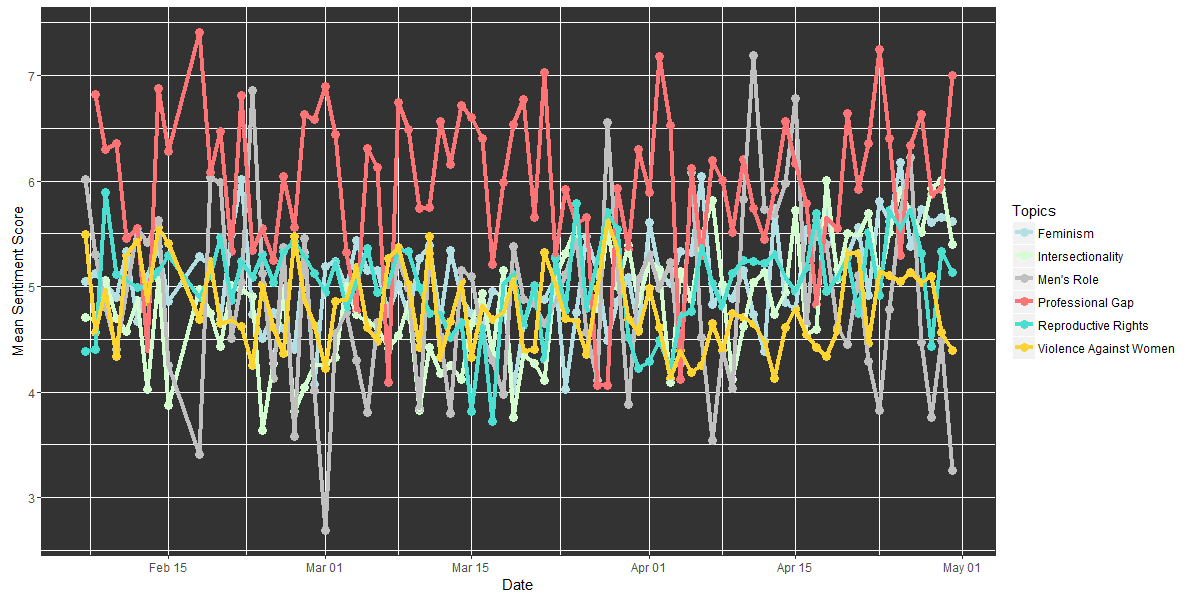 Mean Sentiment Score
7
6
5
4
3
Feb 15
Mar 01
Mar 15
Apr 01
Apr 15
May 01
Date
Topics
Feminism
Intersectionality
Men's Role
Professional Gap
Reproductive Rights
Violence Against Women